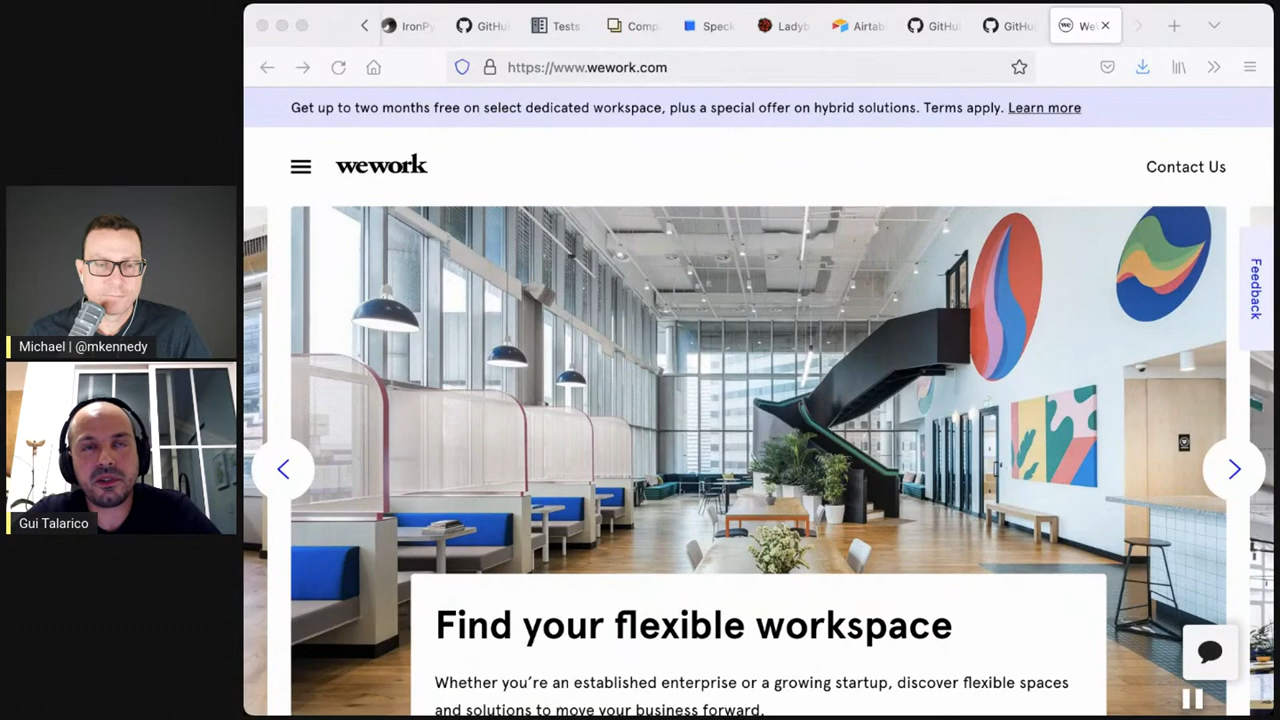 IronPy
GitHu
Tests
Comp
Speck
Ladyb
Airtab
GitHu
GitHu
We
https://www.wework.com
Get up to two months free on select dedicated workspace, plus a special offer on hybrid solutions. Terms apply. Learn more
wework
Contact Us
Feedback
Michael | @mkennedy
Gui Talarico
Find your flexible workspace
Whether you're an established enterprise or a growing startup, discover flexible spaces
and solutions to move your business forward.